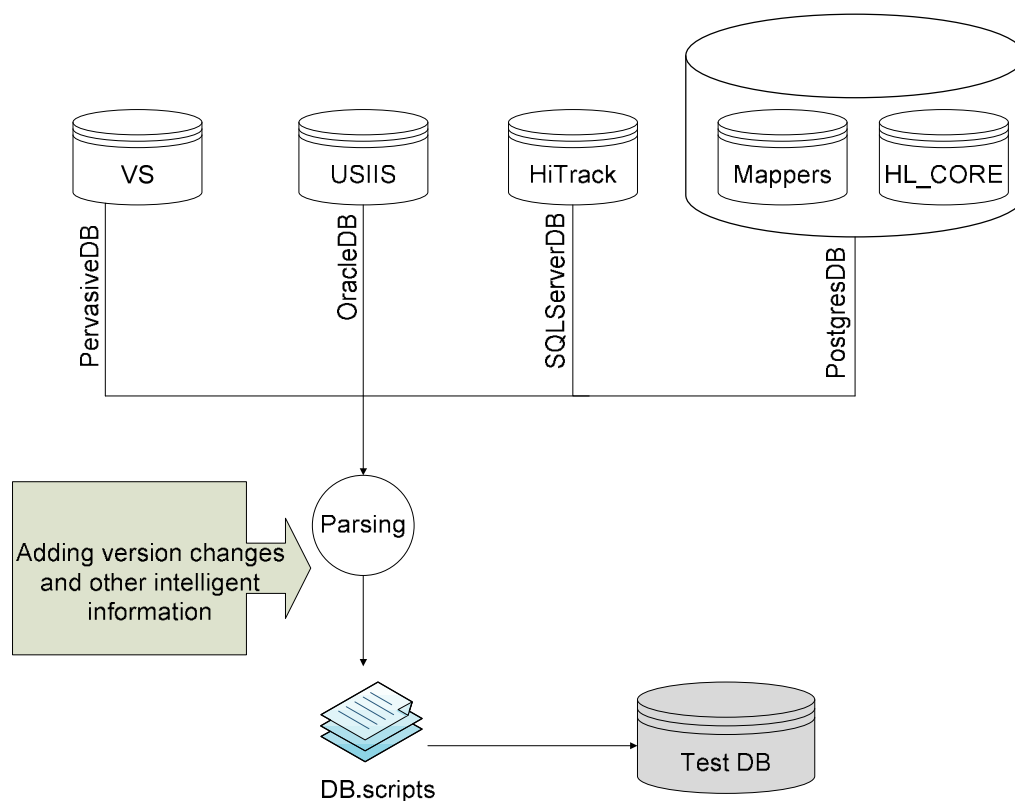 VS
USIIS
HiTrack
Mappers
HL_CORE
PervasiveDB
OracleDB
SQLServerDB
PostgresDB
Parsing
Adding version changes
and other intelligent
information
DB.scripts
Test DB